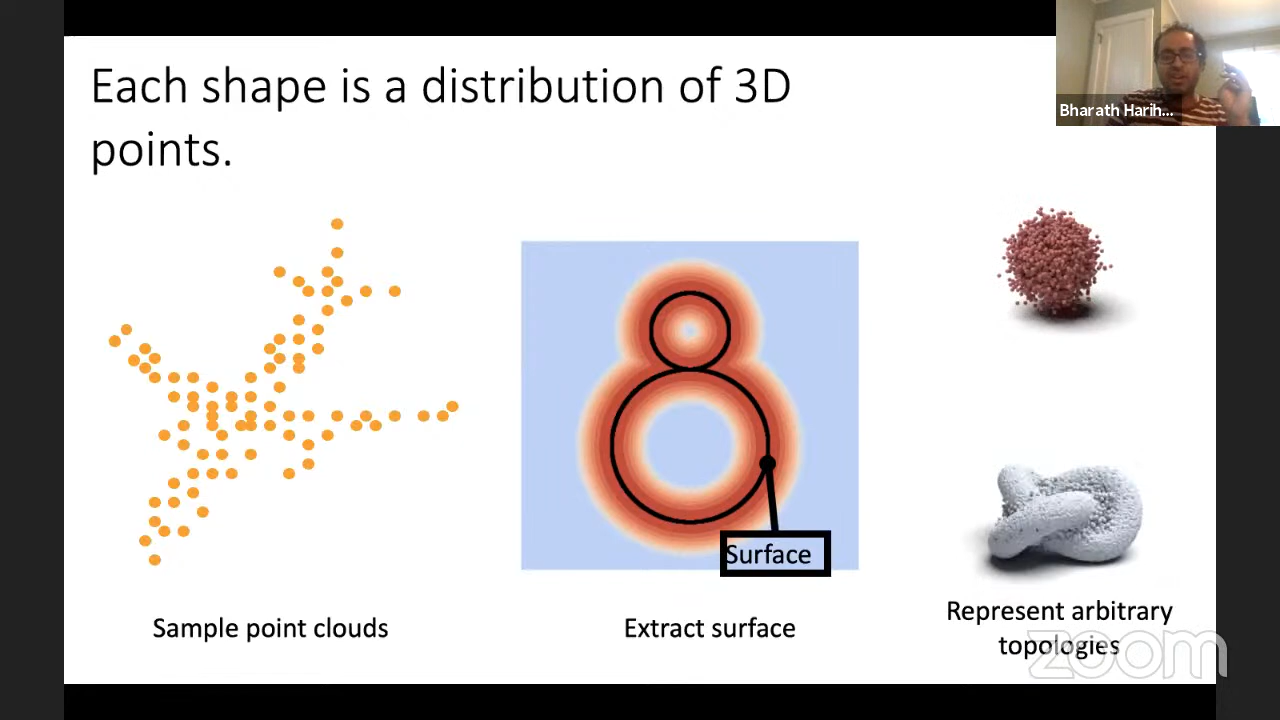 Each shape is a distribution of 3D
points.
Bharath Harih...
Surface
Sample point clouds
Extract surface
Represent arbitrary
topologies
zoom